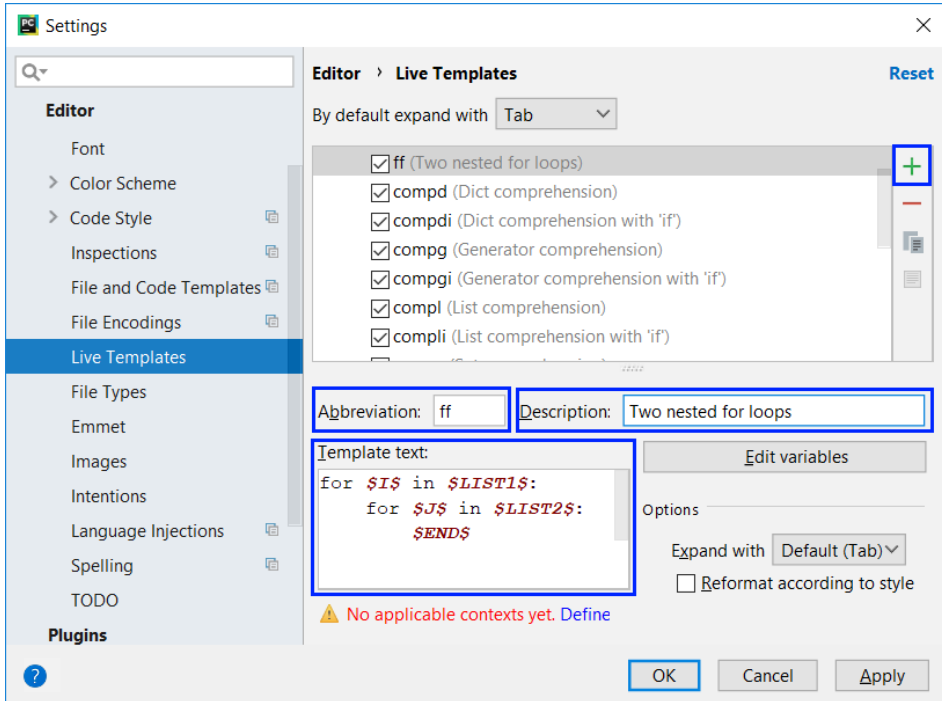 PC Settings
Editor › Live Templates Reset
By default expand with Tab
Editor
Font
Color Scheme
Code Style
Inspections
File and Code Templates
File Encodings
Live Templates
File Types
Emmet
Images
Intentions
Language Injections
Spelling
TODO
Plugins
ff (Two nested for loops)
compd (Dict comprehension)
compdi (Dict comprehension with 'if')
compg (Generator comprehension)
compgi (Generator comprehension with 'if')
compl (List comprehension)
compli (List comprehension with 'if')
Abbreviation: ff Description: Two nested for loops
Template text:
for $I$ in $LIST1$:
for $J$ in $LIST2$:
$END$
Edit variables
Options
Expand with Default (Tab)
Reformat according to style
No applicable contexts yet. Define
? OK Cancel Apply